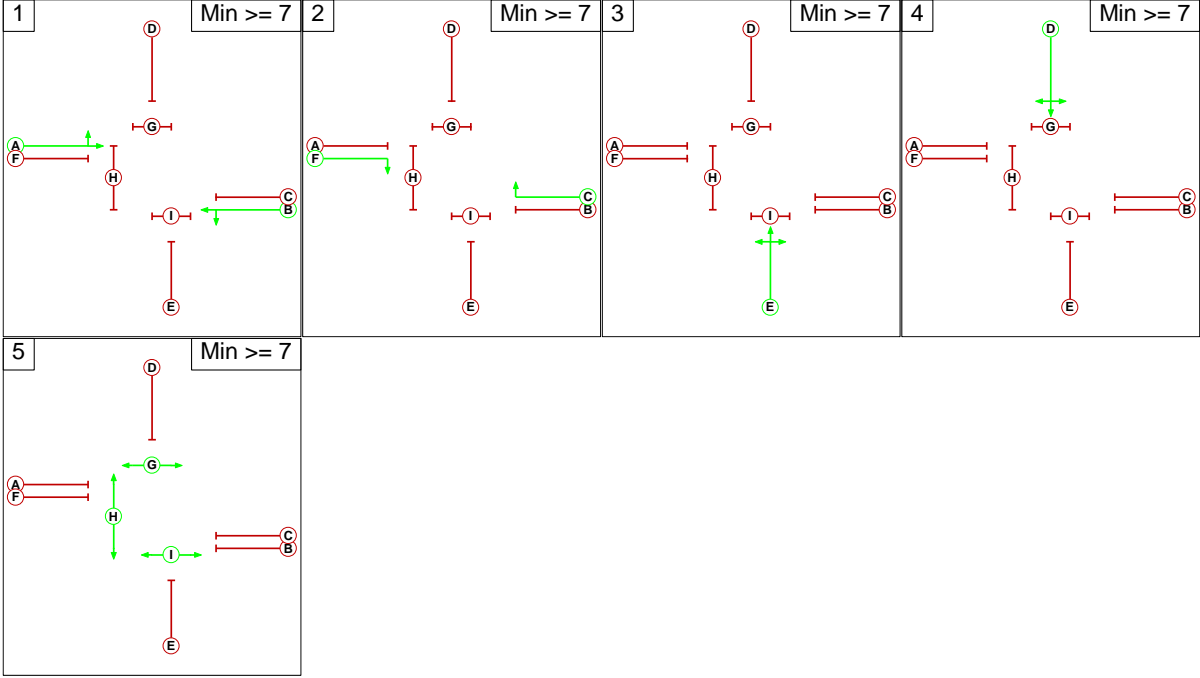 1 Min >= 7 2 Min >= 7 3 Min >= 7 4 Min >= 7
D D D D
G G G G
A A A A
F F F F
H H H H
C C C C
B B B B
I I I I
E E E E
5 Min >= 7
D
G
A
F
H
C
B
I
E